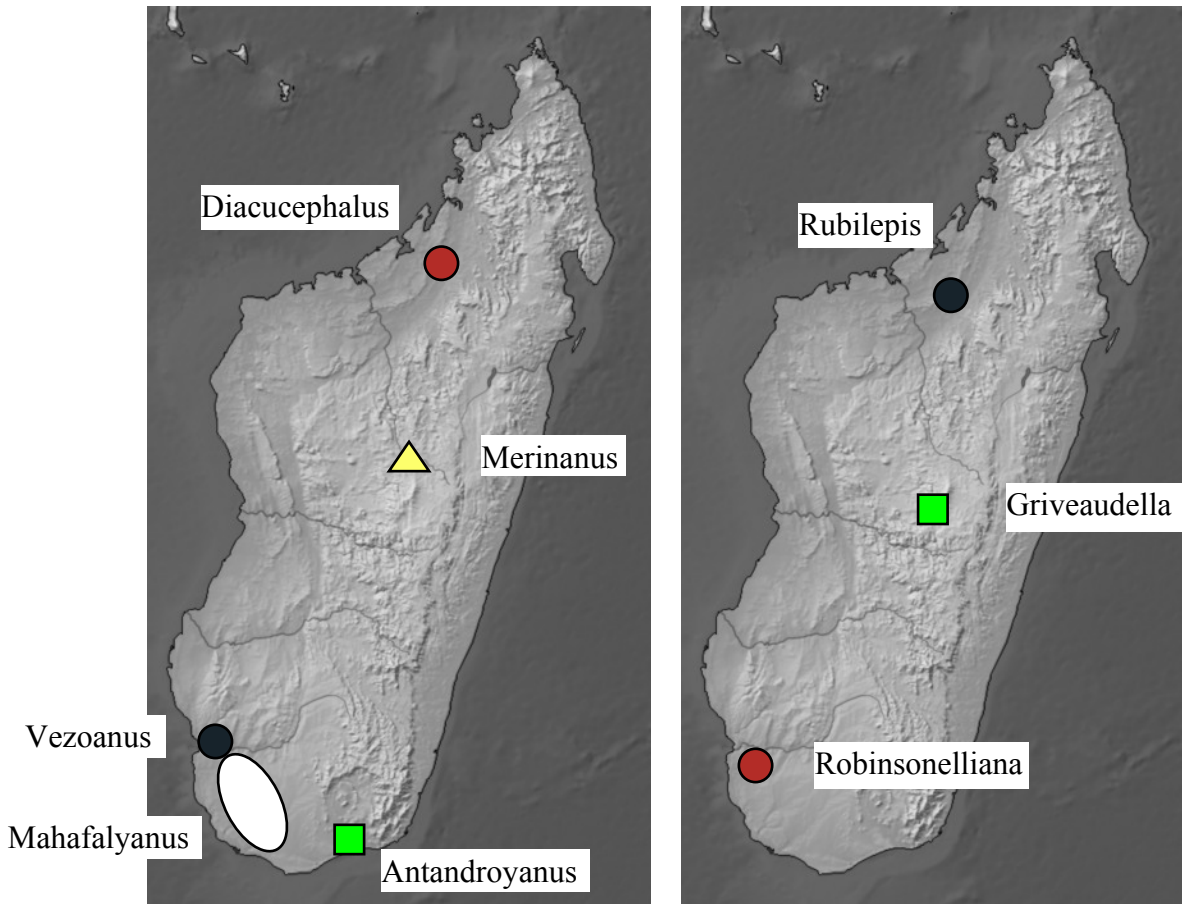 Diacucephalus
Merinanus
Vezoanus
Mahafalyanus
Antandroyanus
Rubilepis
Griveaudella
Robinsonelliana